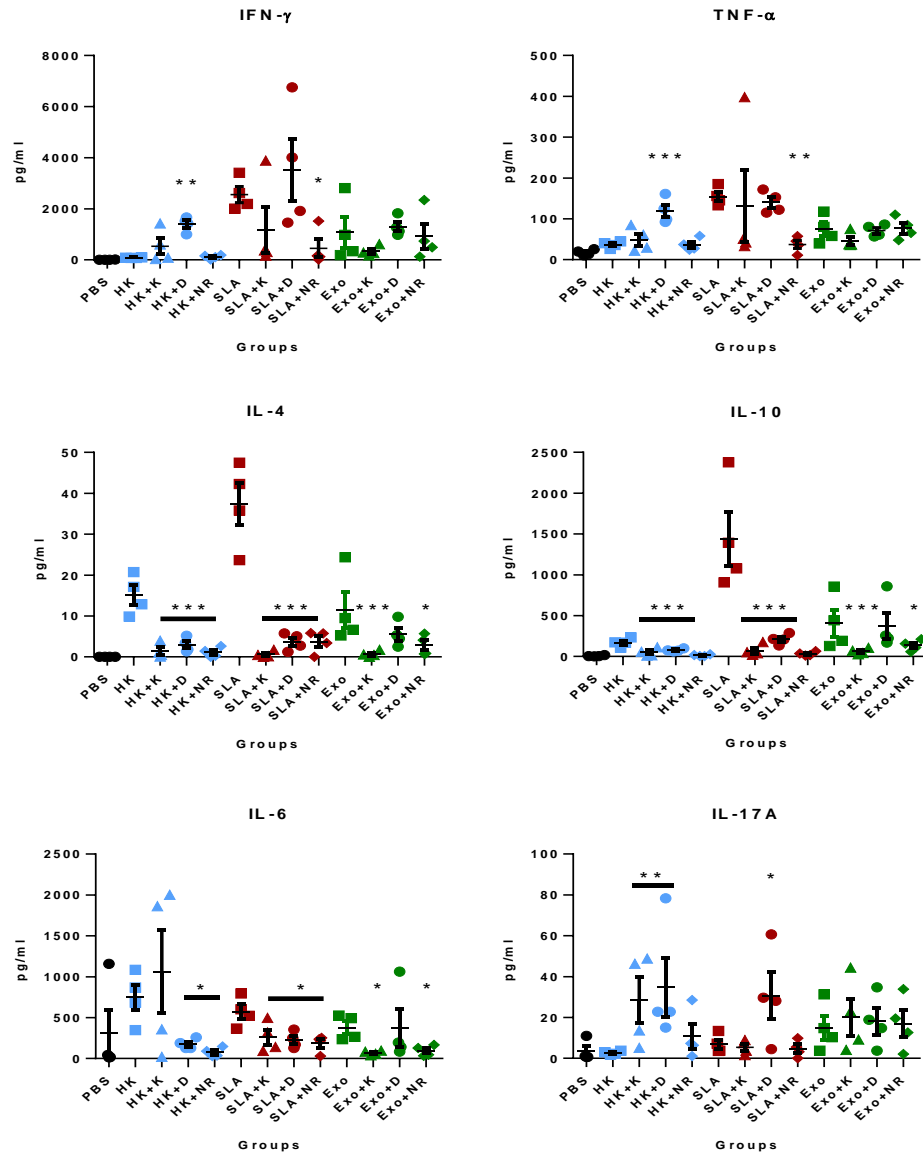 IFN-γ
8000
6000
4000
2000
0
pg/ml
**
*
PBS
HK
HK+K
HK+D
HK+NR
SLA
SLA+K
SLA+D
SLA+NR
Exo
Exo+K
Exo+D
Exo+NR
Groups
TNF-α
500
400
300
200
100
0
pg/ml
***
**
PBS
HK
HK+K
HK+D
HK+NR
SLA
SLA+K
SLA+D
SLA+NR
Exo
Exo+K
Exo+D
Exo+NR
Groups
IL-4
50
40
30
20
10
0
pg/ml
***
***
***
*
PBS
HK
HK+K
HK+D
HK+NR
SLA
SLA+K
SLA+D
SLA+NR
Exo
Exo+K
Exo+D
Exo+NR
Groups
IL-10
2500
2000
1500
1000
500
0
pg/ml
***
***
***
*
PBS
HK
HK+K
HK+D
HK+NR
SLA
SLA+K
SLA+D
SLA+NR
Exo
Exo+K
Exo+D
Exo+NR
Groups
IL-6
2500
2000
1500
1000
500
0
pg/ml
*
*
*
*
PBS
HK
HK+K
HK+D
HK+NR
SLA
SLA+K
SLA+D
SLA+NR
Exo
Exo+K
Exo+D
Exo+NR
Groups
IL-17A
100
80
60
40
20
0
pg/ml
**
*
PBS
HK
HK+K
HK+D
HK+NR
SLA
SLA+K
SLA+D
SLA+NR
Exo
Exo+K
Exo+D
Exo+NR
Groups